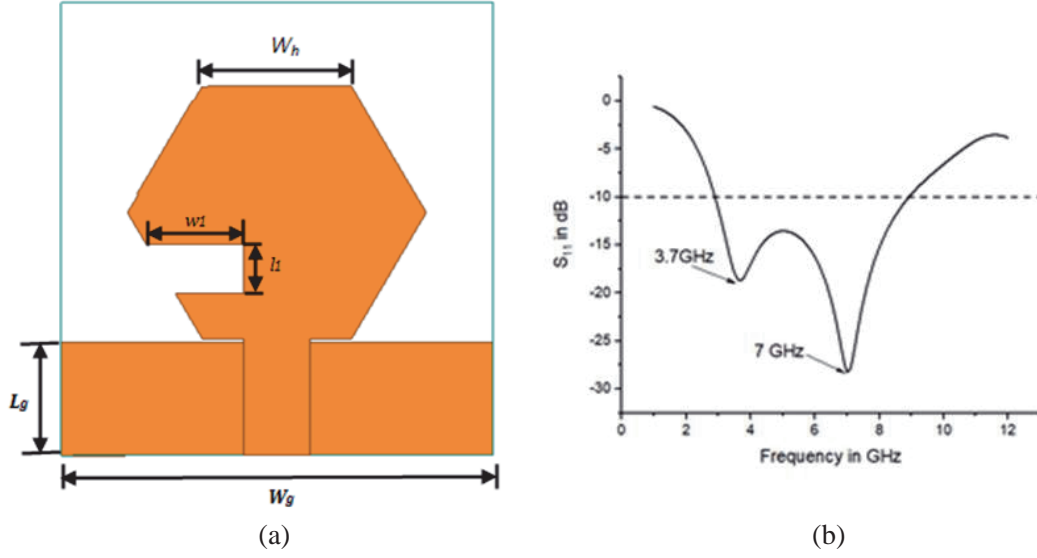 W_h
w1
l1
L_g
W_g
(a)
0
-5
-10
-15
-20
-25
-30
S_11 in dB
3.7GHz
7 GHz
0 2 4 6 8 10 12
Frequency in GHz
(b)